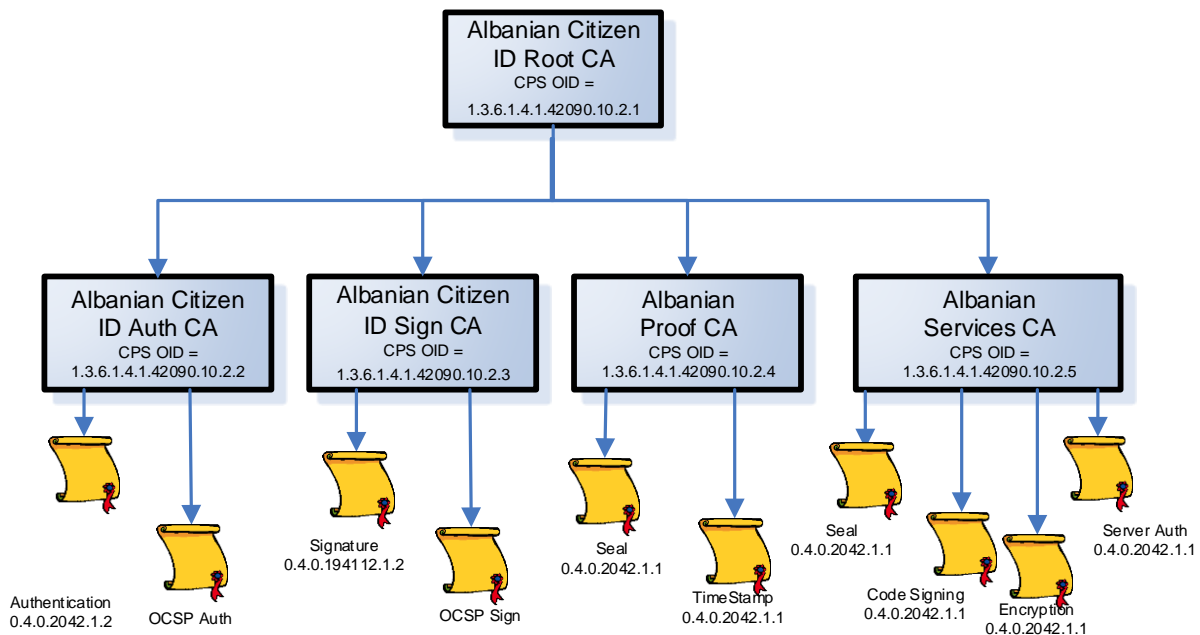 Albanian Citizen
ID Root CA
CPS OID =
1.3.6.1.4.1.42090.10.2.1
Albanian Citizen
ID Auth CA
CPS OID =
1.3.6.1.4.1.42090.10.2.2
Albanian Citizen
ID Sign CA
CPS OID =
1.3.6.1.4.1.42090.10.2.3
Albanian
Proof CA
CPS OID =
1.3.6.1.4.1.42090.10.2.4
Albanian
Services CA
CPS OID =
1.3.6.1.4.1.42090.10.2.5
Authentication
0.4.0.2042.1.2
OCSP Auth
Signature
0.4.0.194112.1.2
OCSP Sign
Seal
0.4.0.2042.1.1
TimeStamp
0.4.0.2042.1.1
Seal
0.4.0.2042.1.1
Code Signing
0.4.0.2042.1.1
Encryption
0.4.0.2042.1.1
Server Auth
0.4.0.2042.1.1